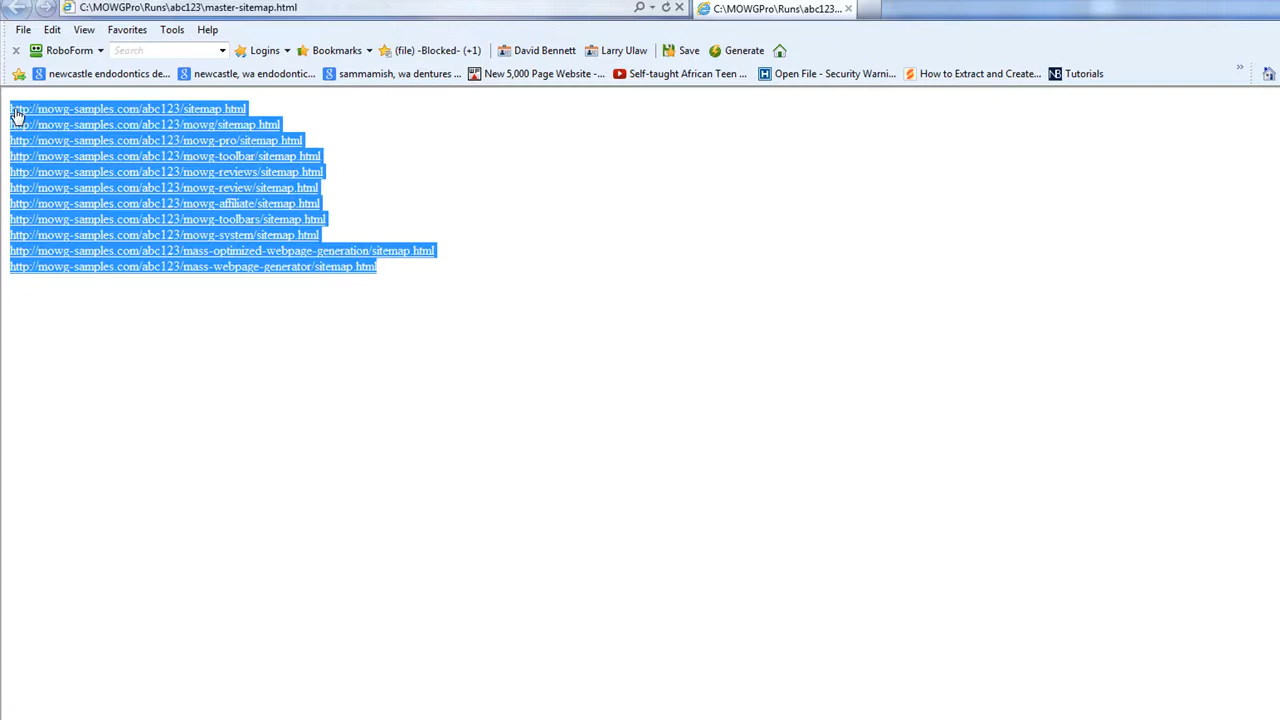 C:\MOWGPro\Runs\abc123\master-sitemap.html
C:\MOWGPro\Runs\abc123...
File Edit View Favorites Tools Help
RoboForm Search Logins Bookmarks (file) -Blocked- (+1) David Bennett Larry Ulaw Save Generate
newcastle endodontics de... newcastle, wa endodontic... sammamish, wa dentures ... New 5,000 Page Website -... Self-taught African Teen ... Open File - Security Warni... How to Extract and Create... NB Tutorials
http://mowg-samples.com/abc123/sitemap.html
http://mowg-samples.com/abc123/mowg/sitemap.html
http://mowg-samples.com/abc123/mowg-pro/sitemap.html
http://mowg-samples.com/abc123/mowg-toolbar/sitemap.html
http://mowg-samples.com/abc123/mowg-reviews/sitemap.html
http://mowg-samples.com/abc123/mowg-review/sitemap.html
http://mowg-samples.com/abc123/mowg-affiliate/sitemap.html
http://mowg-samples.com/abc123/mowg-toolbars/sitemap.html
http://mowg-samples.com/abc123/mowg-system/sitemap.html
http://mowg-samples.com/abc123/mass-optimized-webpage-generation/sitemap.html
http://mowg-samples.com/abc123/mass-webpage-generator/sitemap.html